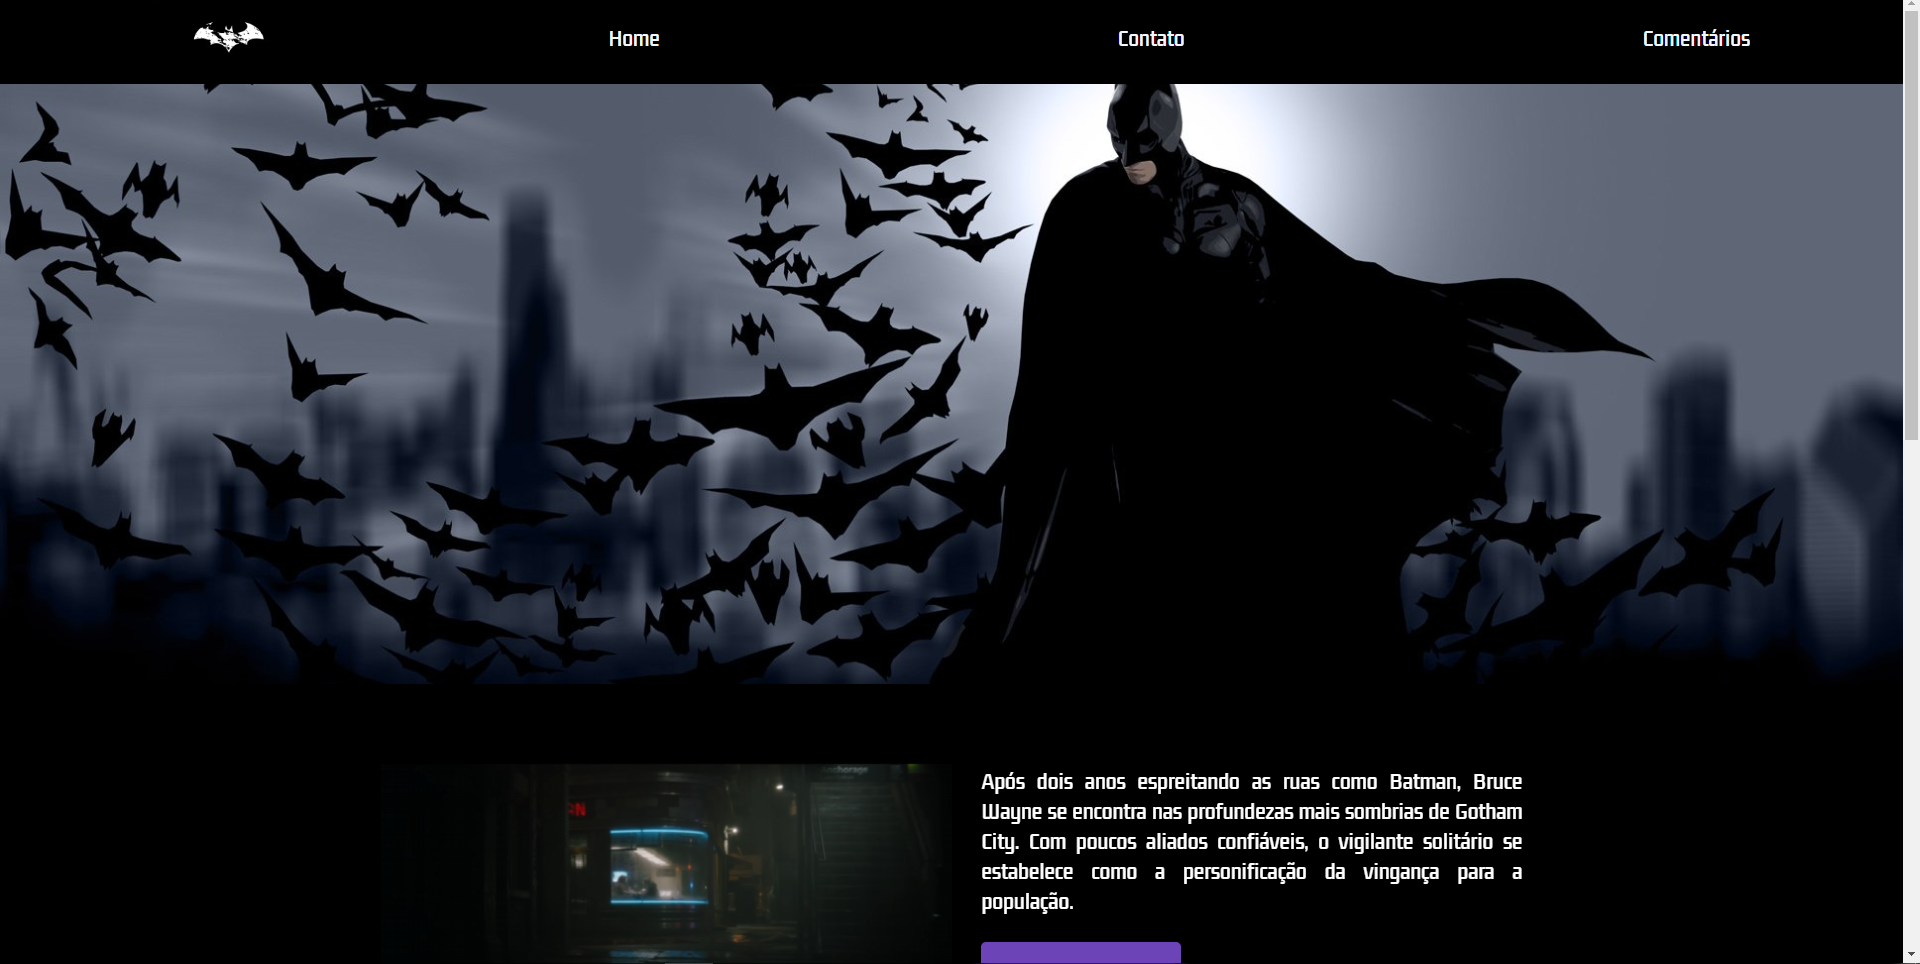 Home
Contato
Comentários
Após dois anos espreitando as ruas como Batman, Bruce
Wayne se encontra nas profundezas mais sombrias de Gotham
City. Com poucos aliados confiáveis, o vigilante solitário se
estabelece como a personificação da vingança para a
população.